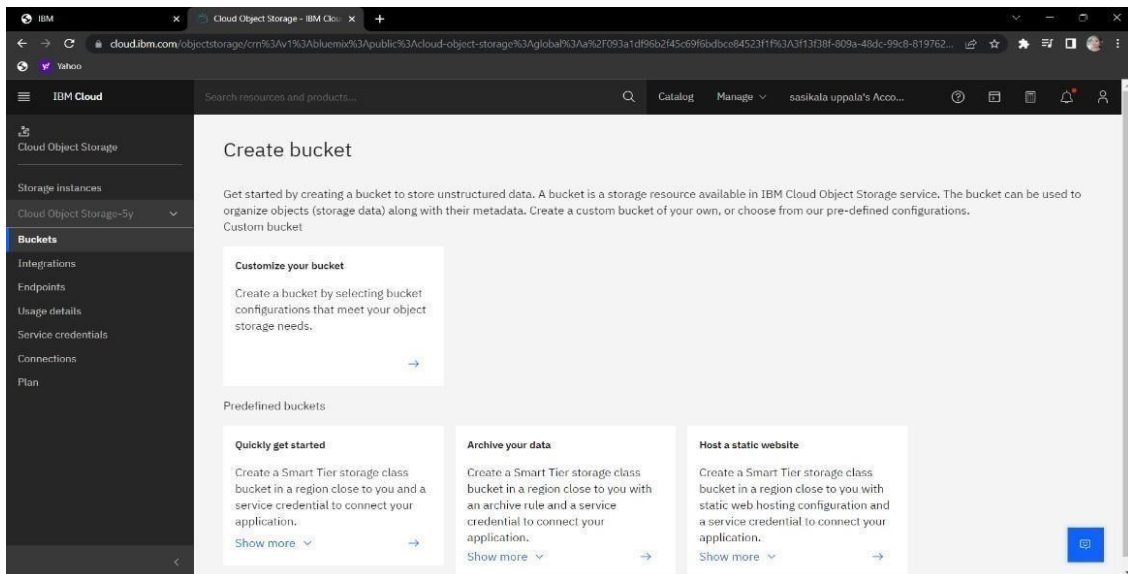 IBM
Cloud Object Storage - IBM Clou
cloud.ibm.com/objectstorage/crn%3Av1%3Abluemix%3Apublic%3Acloud-object-storage%3Aglobal%3Aa%2F093a1df96b2f45c69f6bdbce84523f1f%3A3f13f38f-809a-48dc-99c8-819762...
Yahoo
IBM Cloud
Search resources and products...
Catalog
Manage
sasikala uppala's Acco...
Cloud Object Storage
Storage instances
Cloud Object Storage-5y
Buckets
Integrations
Endpoints
Usage details
Service credentials
Connections
Plan
Create bucket
Get started by creating a bucket to store unstructured data. A bucket is a storage resource available in IBM Cloud Object Storage service. The bucket can be used to
organize objects (storage data) along with their metadata. Create a custom bucket of your own, or choose from our pre-defined configurations.
Custom bucket
Customize your bucket
Create a bucket by selecting bucket
configurations that meet your object
storage needs.
Predefined buckets
Quickly get started
Create a Smart Tier storage class
bucket in a region close to you and a
service credential to connect your
application.
Show more
Archive your data
Create a Smart Tier storage class
bucket in a region close to you with
an archive rule and a service
credential to connect your
application.
Show more
Host a static website
Create a Smart Tier storage class
bucket in a region close to you with
static web hosting configuration and
a service credential to connect your
application.
Show more